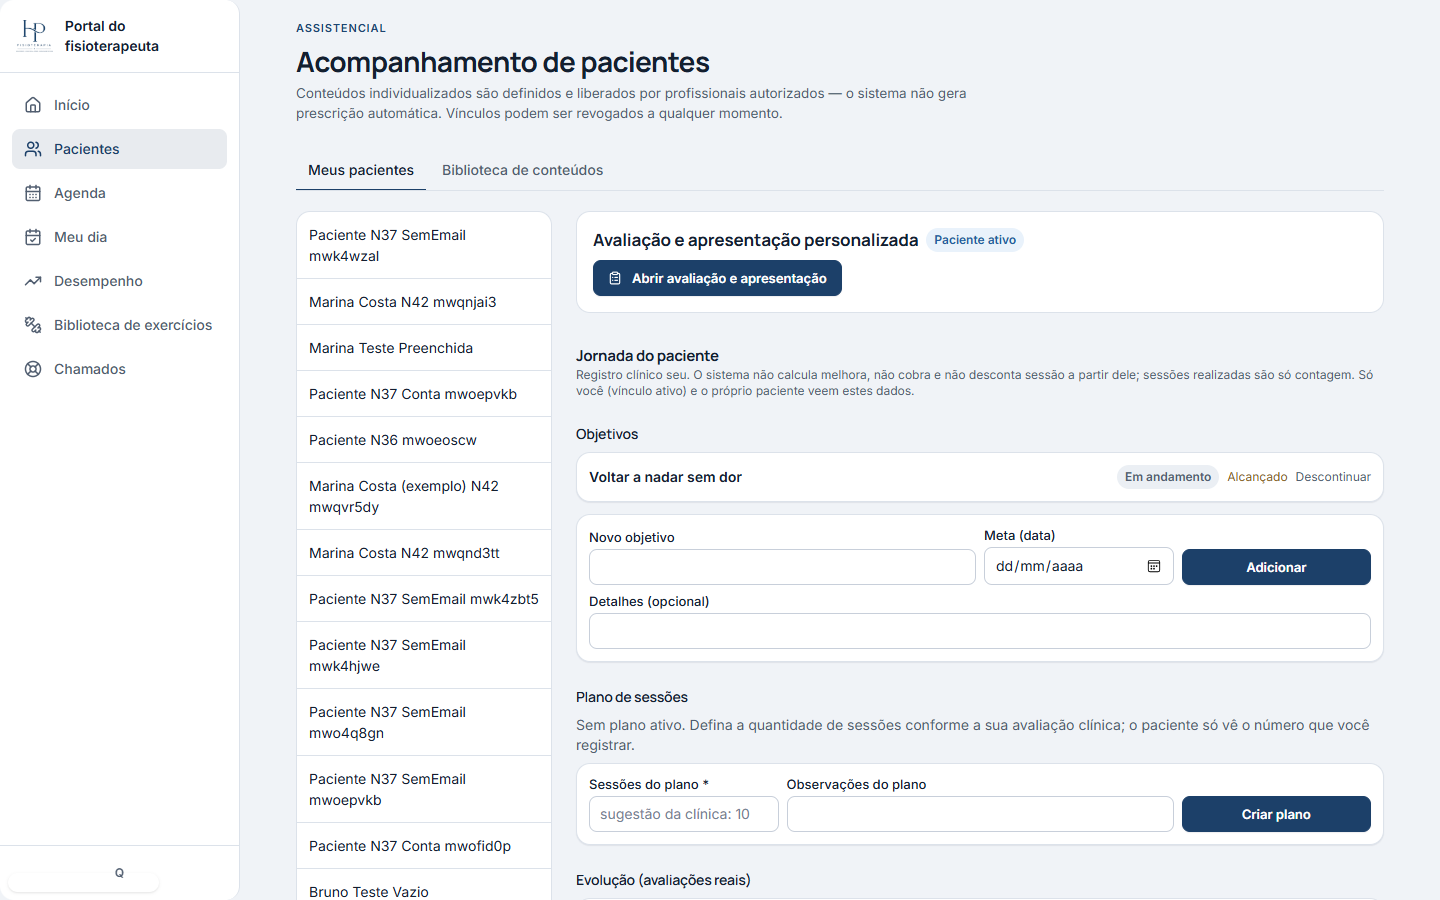 hp
FISIOTERAPIA
Portal do
fisioterapeuta
Início
Pacientes
Agenda
Meu dia
Desempenho
Biblioteca de exercícios
Chamados
Q
ASSISTENCIAL
Acompanhamento de pacientes
Conteúdos individualizados são definidos e liberados por profissionais autorizados — o sistema não gera
prescrição automática. Vínculos podem ser revogados a qualquer momento.
Meus pacientes
Biblioteca de conteúdos
Paciente N37 SemEmail
mwk4wzal
Marina Costa N42 mwqnjai3
Marina Teste Preenchida
Paciente N37 Conta mwoepvkb
Paciente N36 mwoeoscw
Marina Costa (exemplo) N42
mwqvr5dy
Marina Costa N42 mwqnd3tt
Paciente N37 SemEmail mwk4zbt5
Paciente N37 SemEmail
mwk4hjwe
Paciente N37 SemEmail
mwo4q8gn
Paciente N37 SemEmail
mwoepvkb
Paciente N37 Conta mwofid0p
Bruno Teste Vazio
Avaliação e apresentação personalizada
Paciente ativo
Abrir avaliação e apresentação
Jornada do paciente
Registro clínico seu. O sistema não calcula melhora, não cobra e não desconta sessão a partir dele; sessões realizadas são só contagem. Só
você (vínculo ativo) e o próprio paciente veem estes dados.
Objetivos
Voltar a nadar sem dor
Em andamento
Alcançado
Descontinuar
Novo objetivo
Meta (data)
dd/mm/aaaa
Adicionar
Detalhes (opcional)
Plano de sessões
Sem plano ativo. Defina a quantidade de sessões conforme a sua avaliação clínica; o paciente só vê o número que você
registrar.
Sessões do plano *
Observações do plano
sugestão da clínica: 10
Criar plano
Evolução (avaliações reais)